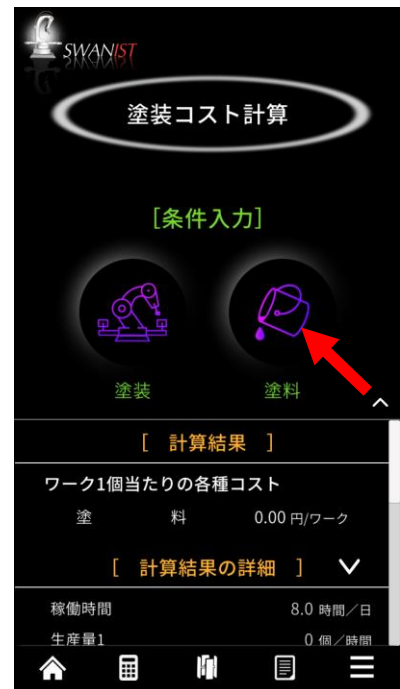 SWANIST
塗装コスト計算
[条件入力]
塗装 塗料
[ 計算結果 ]
ワーク1個当たりの各種コスト
塗 料 0.00 円/ワーク
[ 計算結果の詳細 ]
稼働時間 8.0 時間/日
生産量1 0 個/時間